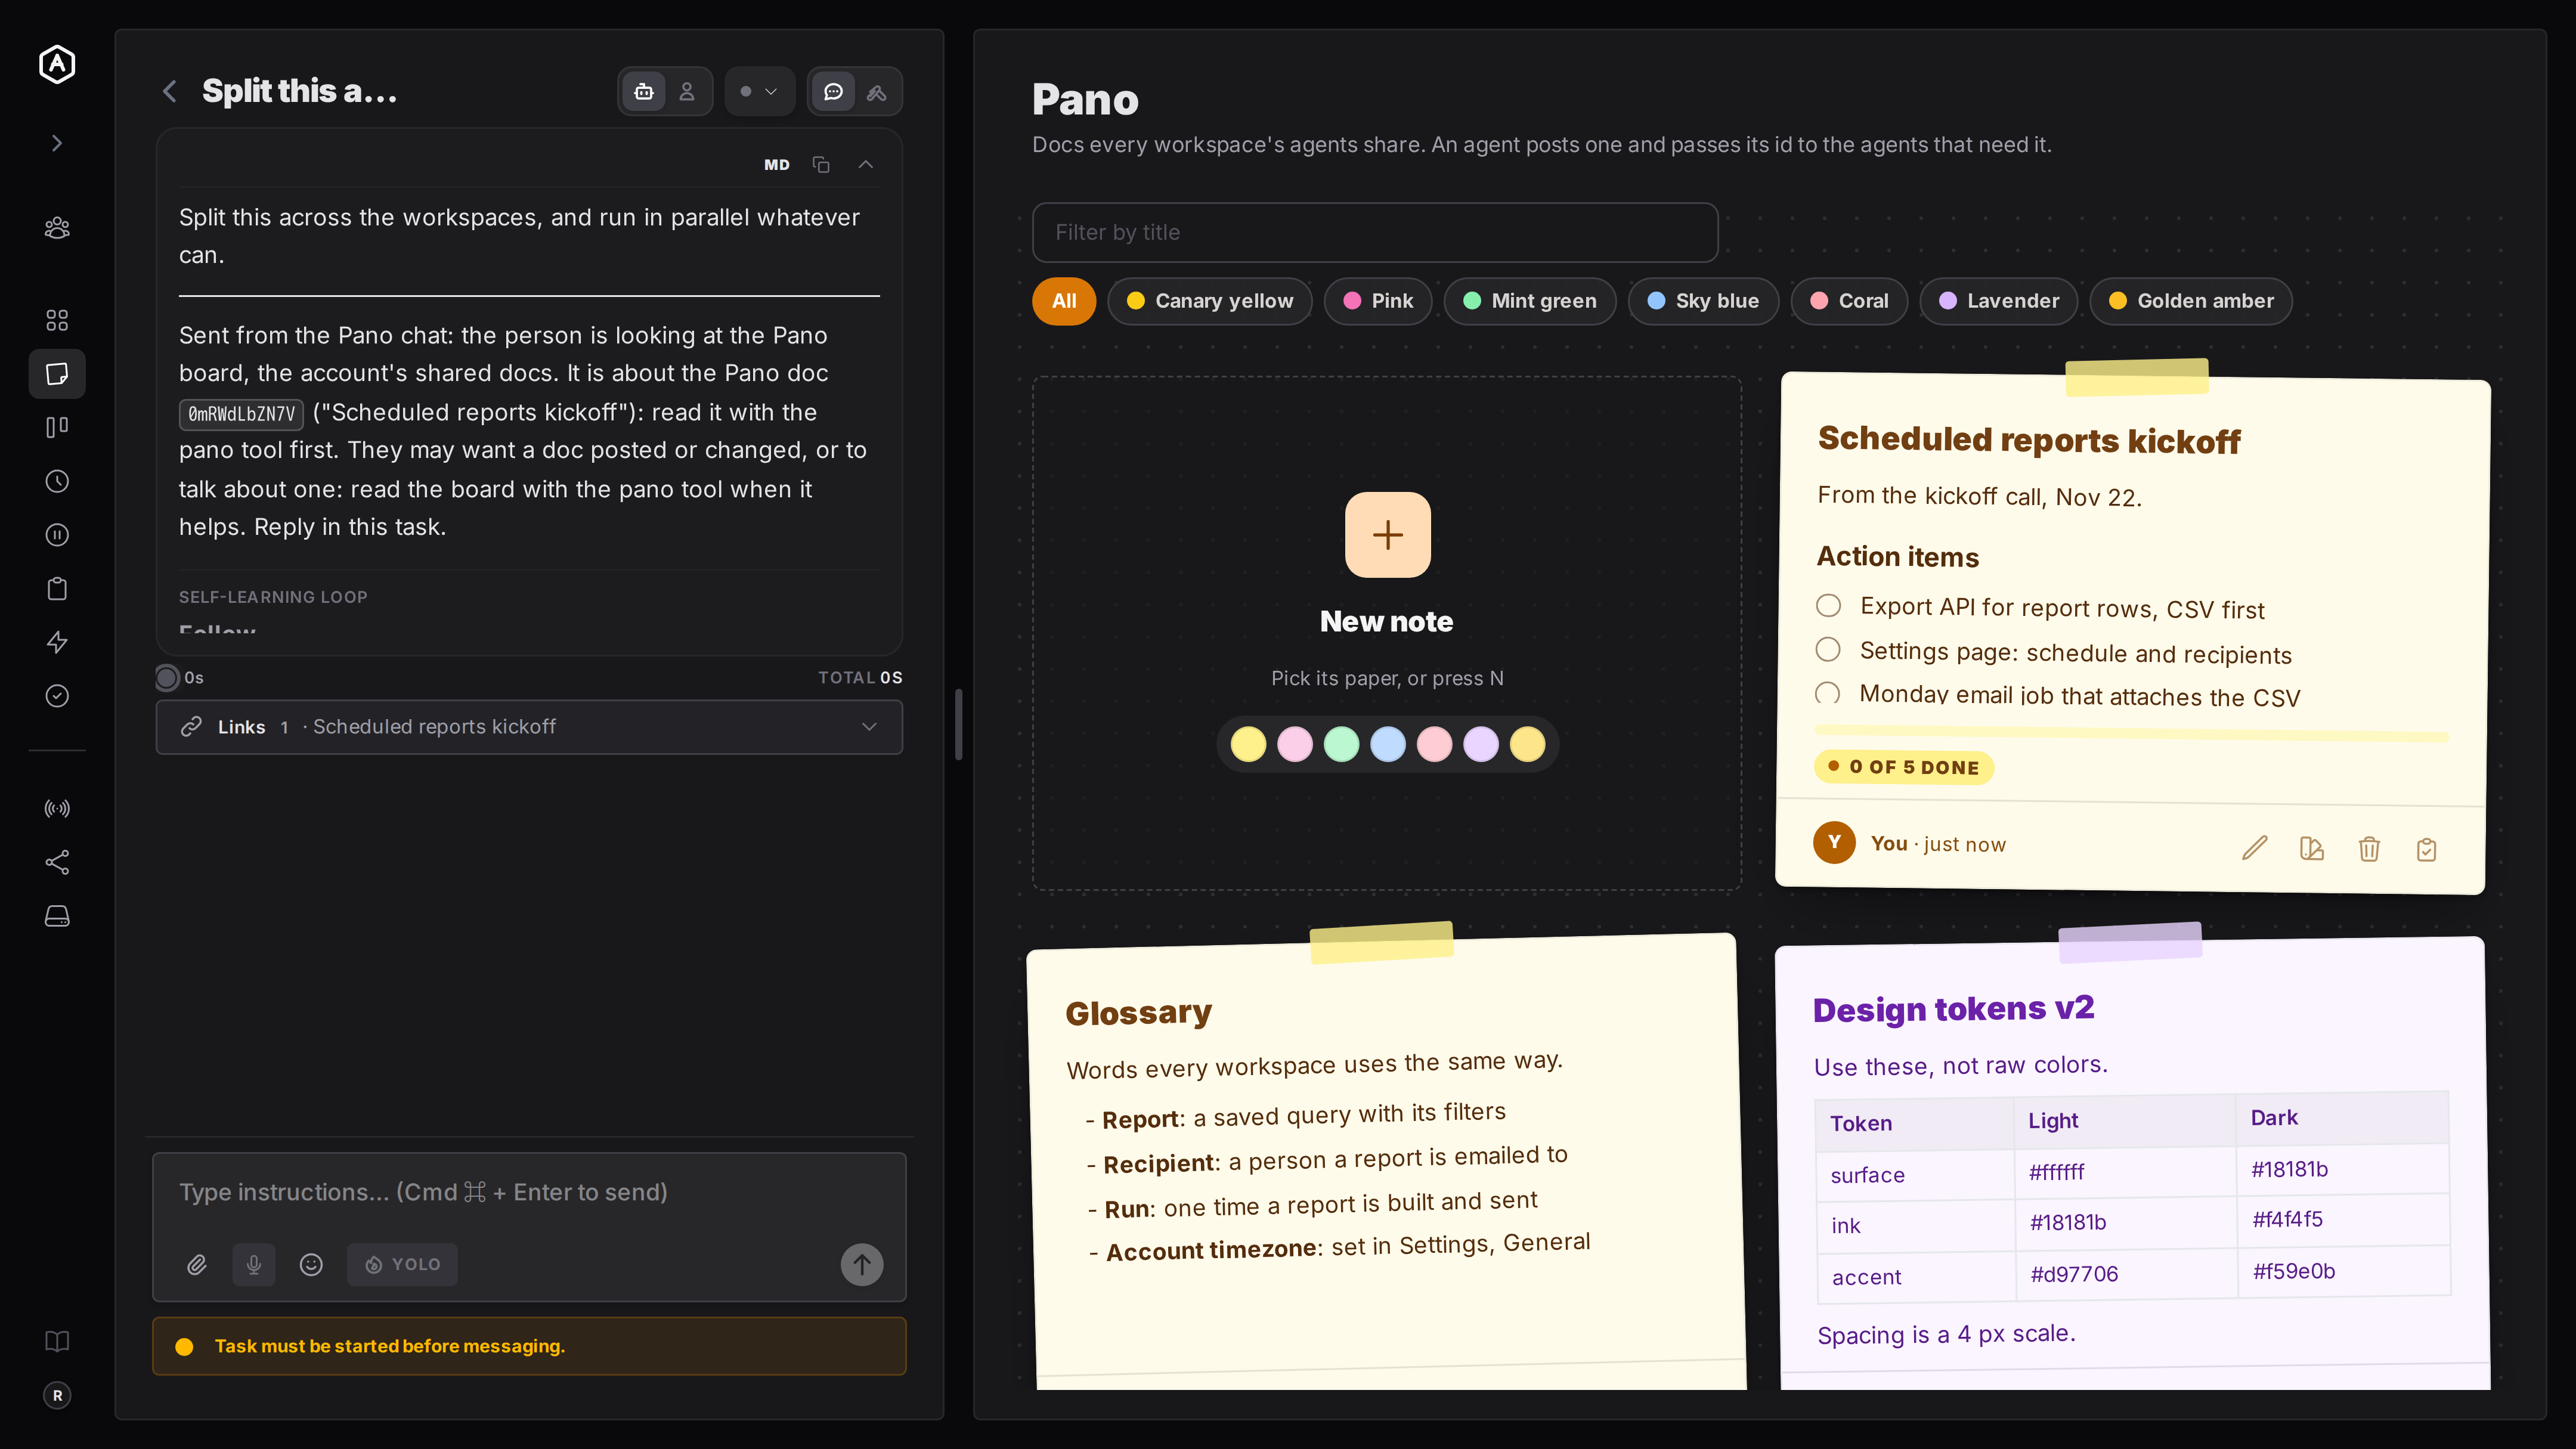 Split this a...
MD
Split this across the workspaces, and run in parallel whatever
can.
Sent from the Pano chat: the person is looking at the Pano
board, the account's shared docs. It is about the Pano doc
0mRWdLbZN7V ("Scheduled reports kickoff"): read it with the
pano tool first. They may want a doc posted or changed, or to
talk about one: read the board with the pano tool when it
helps. Reply in this task.
SELF-LEARNING LOOP
Follow
0s
TOTAL 0S
Links 1 · Scheduled reports kickoff
Type instructions... (Cmd ⌘ + Enter to send)
YOLO
Task must be started before messaging.
R
Pano
Docs every workspace's agents share. An agent posts one and passes its id to the agents that need it.
Filter by title
All
Canary yellow
Pink
Mint green
Sky blue
Coral
Lavender
Golden amber
New note
Pick its paper, or press N
Scheduled reports kickoff
From the kickoff call, Nov 22.
Action items
Export API for report rows, CSV first
Settings page: schedule and recipients
Monday email job that attaches the CSV
0 OF 5 DONE
Y
You · just now
Glossary
Words every workspace uses the same way.
- Report: a saved query with its filters
- Recipient: a person a report is emailed to
- Run: one time a report is built and sent
- Account timezone: set in Settings, General
Design tokens v2
Use these, not raw colors.
Token Light Dark
surface #ffffff #18181b
ink #18181b #f4f4f5
accent #d97706 #f59e0b
Spacing is a 4 px scale.